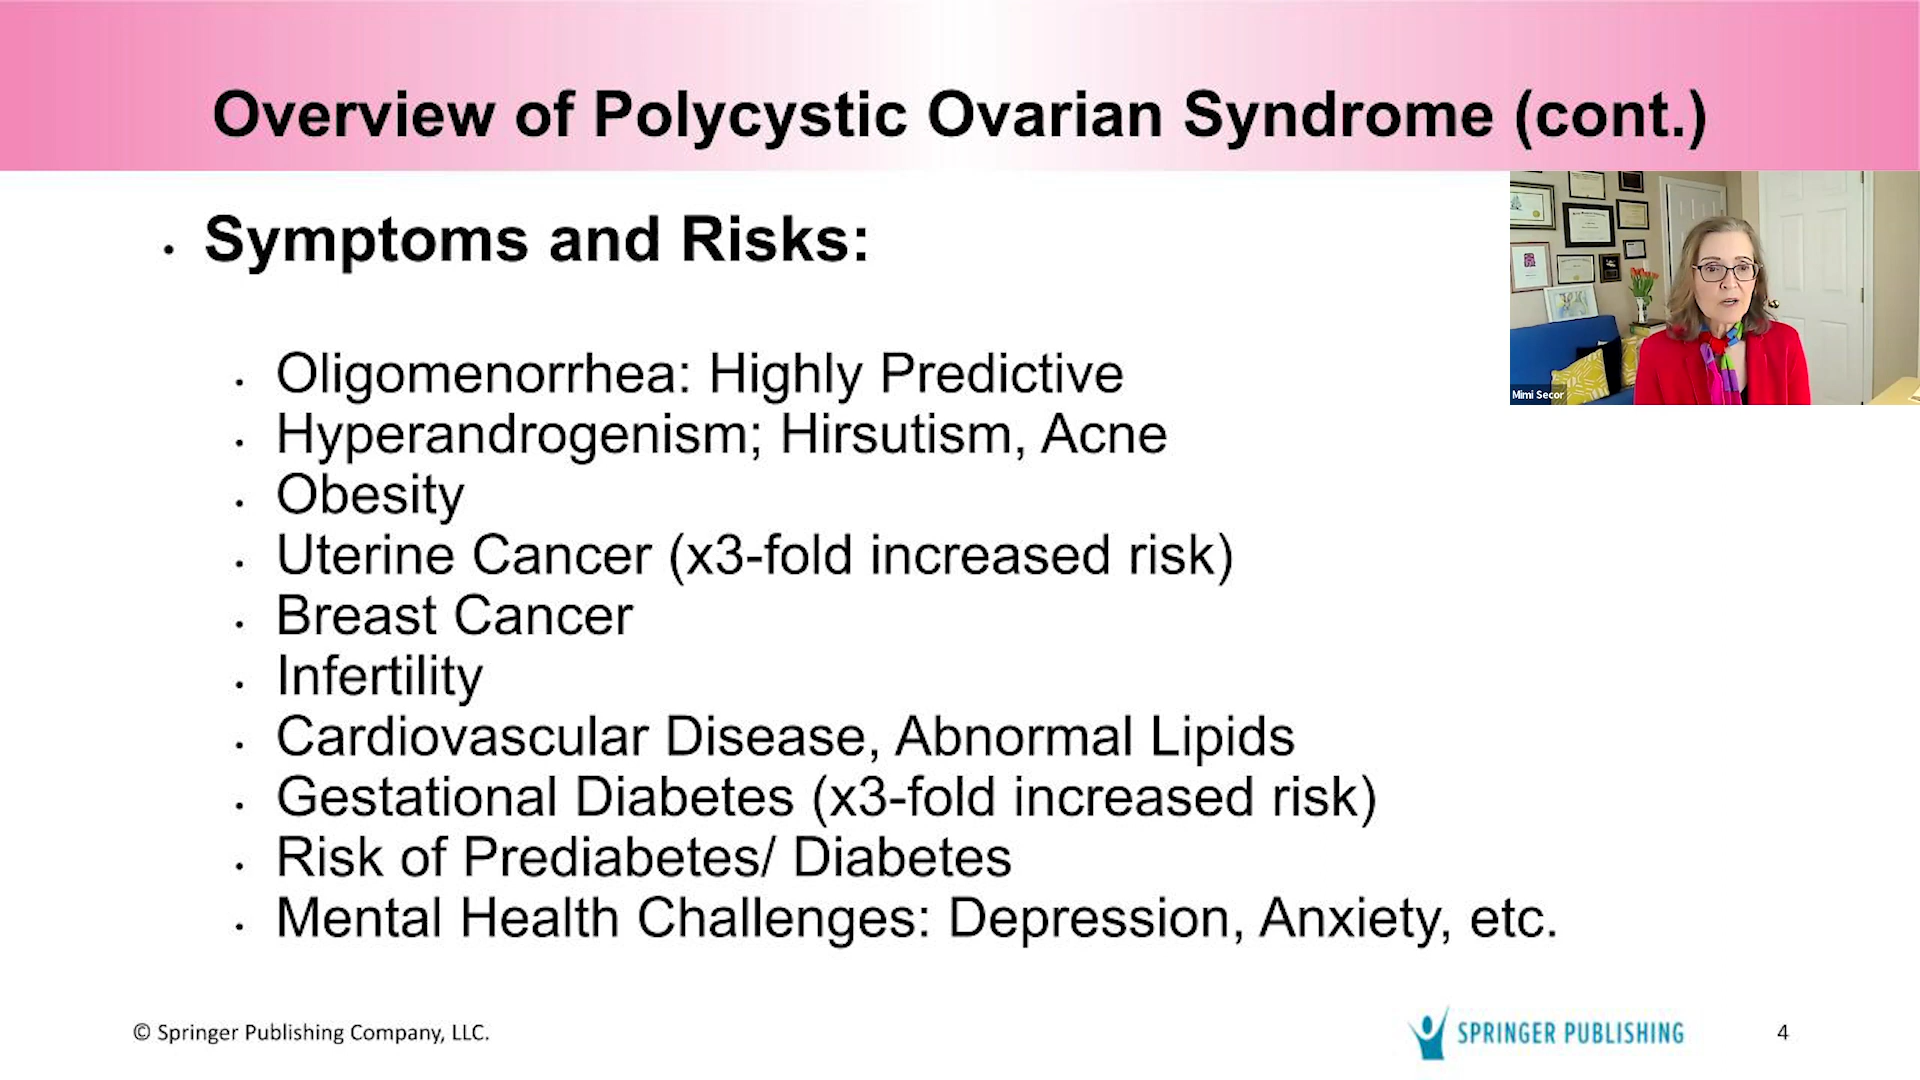 Overview of Polycystic Ovarian Syndrome (cont.)
• Symptoms and Risks:
• Oligomenorrhea: Highly Predictive
• Hyperandrogenism; Hirsutism, Acne
• Obesity
• Uterine Cancer (x3-fold increased risk)
• Breast Cancer
• Infertility
• Cardiovascular Disease, Abnormal Lipids
• Gestational Diabetes (x3-fold increased risk)
• Risk of Prediabetes/ Diabetes
• Mental Health Challenges: Depression, Anxiety, etc.
Mimi Secor
© Springer Publishing Company, LLC.
SPRINGER PUBLISHING
4